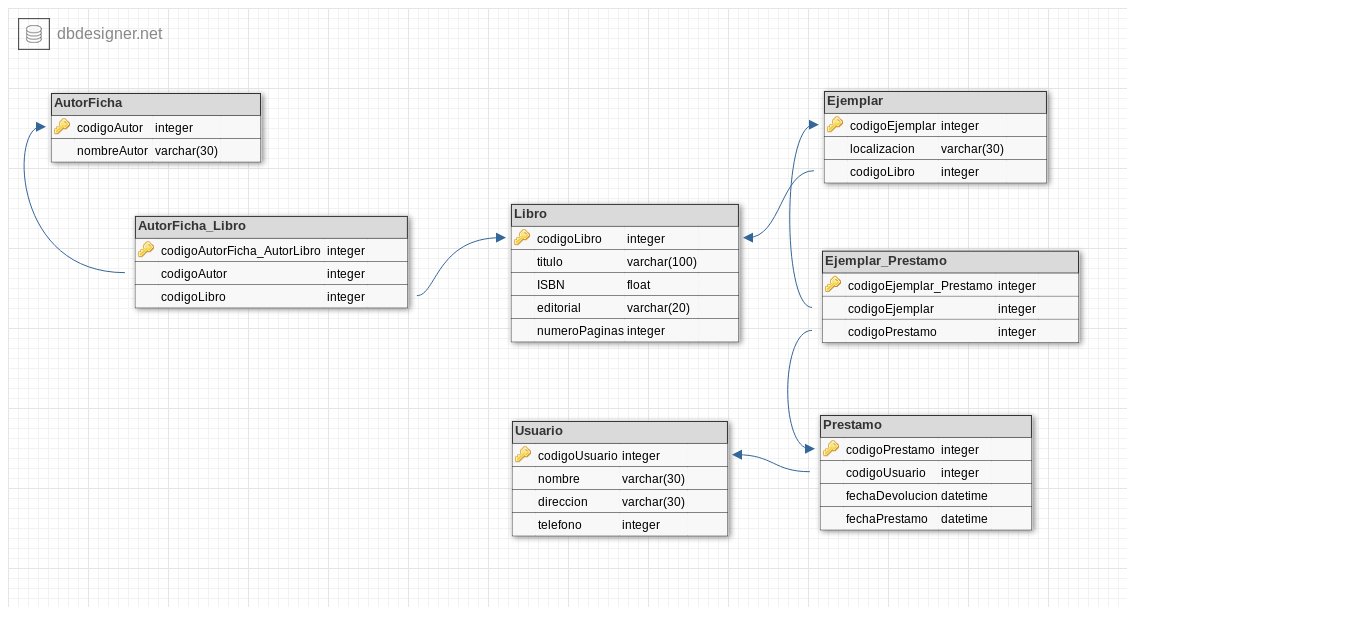 dbdesigner.net
AutorFicha
codigoAutor integer
nombreAutor varchar(30)
AutorFicha_Libro
codigoAutorFicha_AutorLibro integer
codigoAutor integer
codigoLibro integer
Libro
codigoLibro integer
titulo varchar(100)
ISBN float
editorial varchar(20)
numeroPaginas integer
Usuario
codigoUsuario integer
nombre varchar(30)
direccion varchar(30)
telefono integer
Ejemplar
codigoEjemplar integer
localizacion varchar(30)
codigoLibro integer
Ejemplar_Prestamo
codigoEjemplar_Prestamo integer
codigoEjemplar integer
codigoPrestamo integer
Prestamo
codigoPrestamo integer
codigoUsuario integer
fechaDevolucion datetime
fechaPrestamo datetime